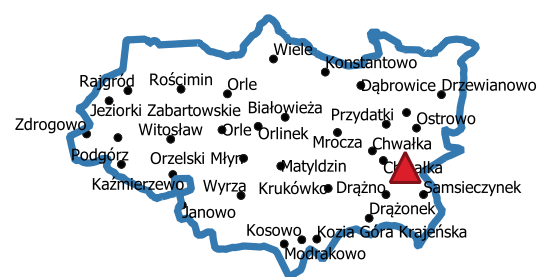 Wiele
Konstantowo
Rajgród
Rościmin
Orle
Dąbrowice
Drzewianowo
Jeziorki Zabartowskie
Białowieża
Przydatki
Ostrowo
Zdrogowo
Witosław
Orle
Orlinek
Mrocza
Chwałka
Podgórz
Orzelski Młyn
Matyldzin
Chwałka
Kaźmierzewo
Wyrza
Krukówko
Drążno
Samsieczynek
Janowo
Drążonek
Kosowo
Kozia Góra Krajeńska
Modrakowo